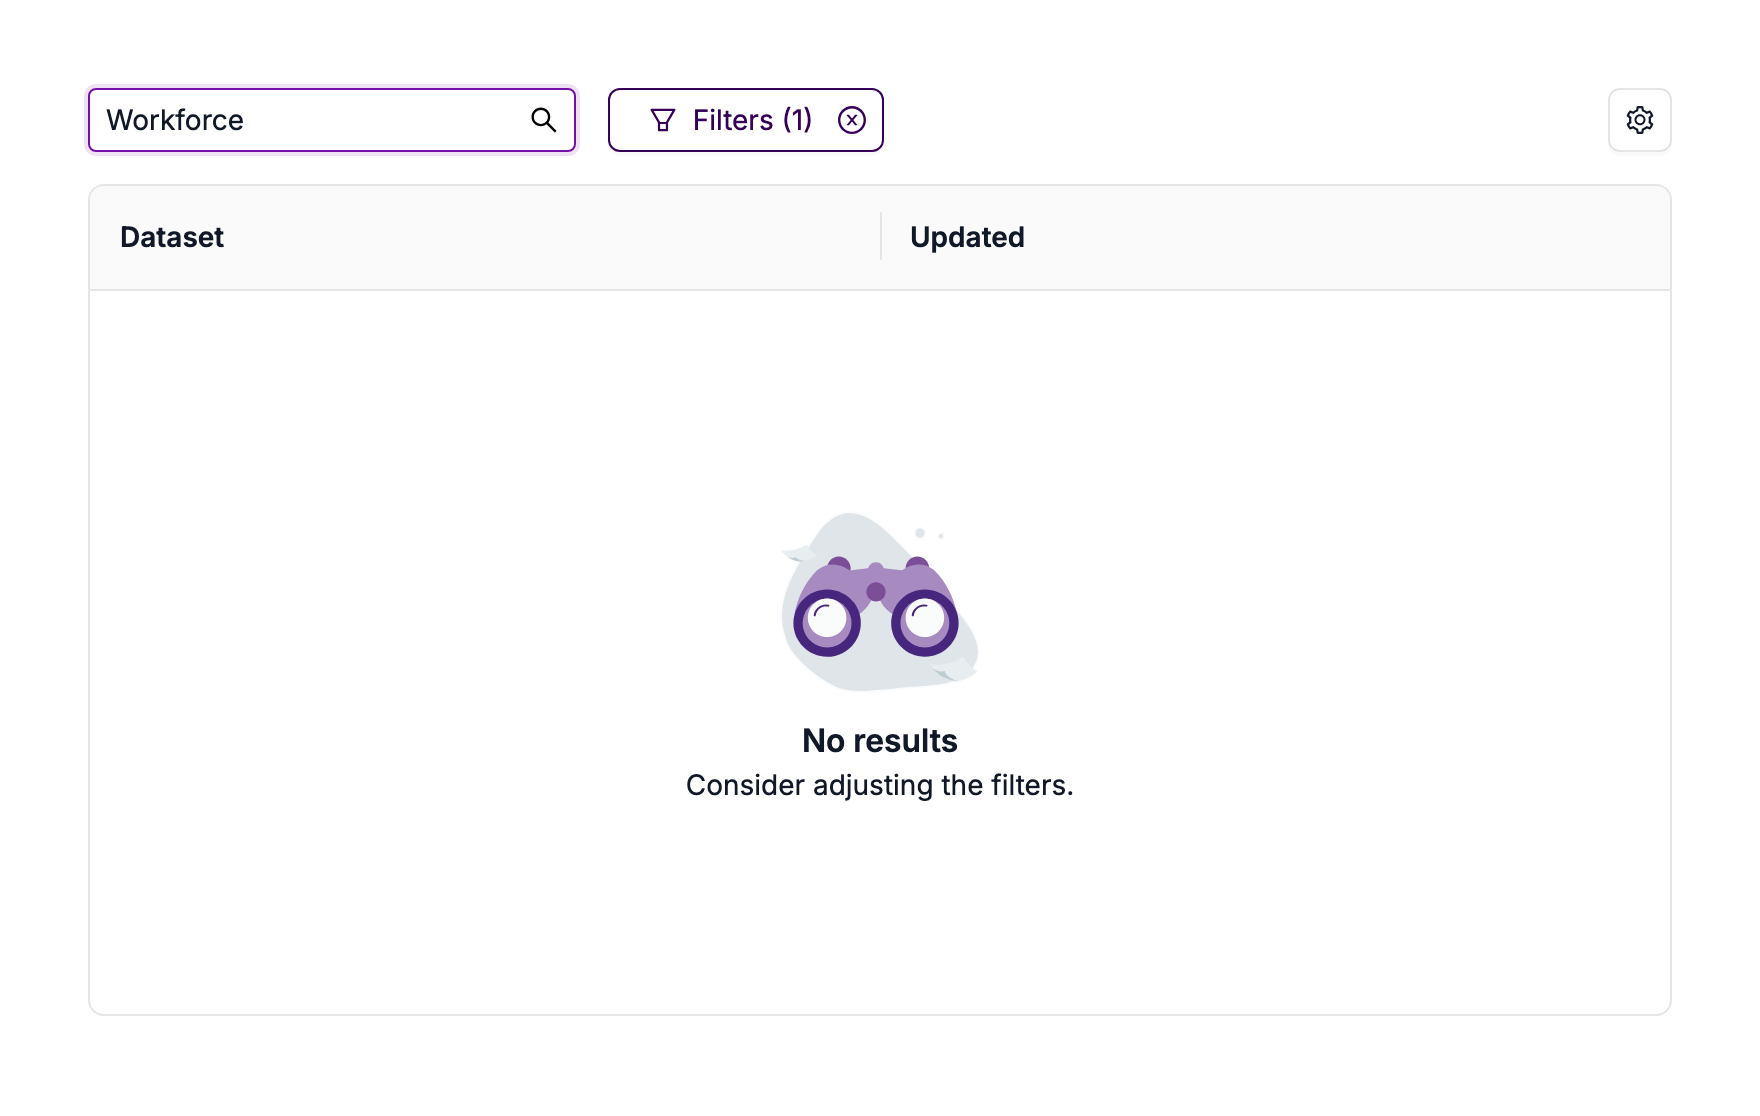 Workforce
Filters (1)
Dataset
Updated
No results
Consider adjusting the filters.